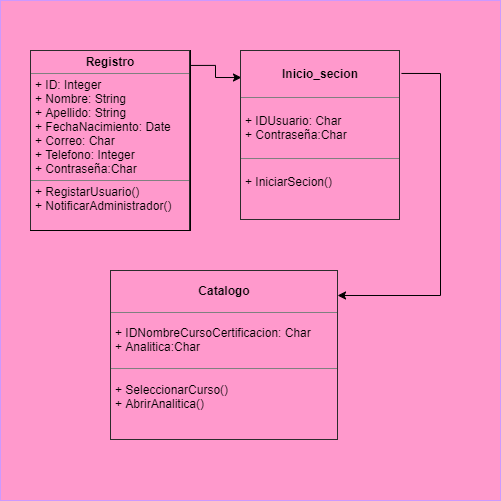 Registro
+ ID: Integer
+ Nombre: String
+ Apellido: String
+ FechaNacimiento: Date
+ Correo: Char
+ Telefono: Integer
+ Contraseña:Char
+ RegistarUsuario()
+ NotificarAdministrador()
Inicio_secion
+ IDUsuario: Char
+ Contraseña:Char
+ IniciarSecion()
Catalogo
+ IDNombreCursoCertificacion: Char
+ Analitica:Char
+ SeleccionarCurso()
+ AbrirAnalitica()